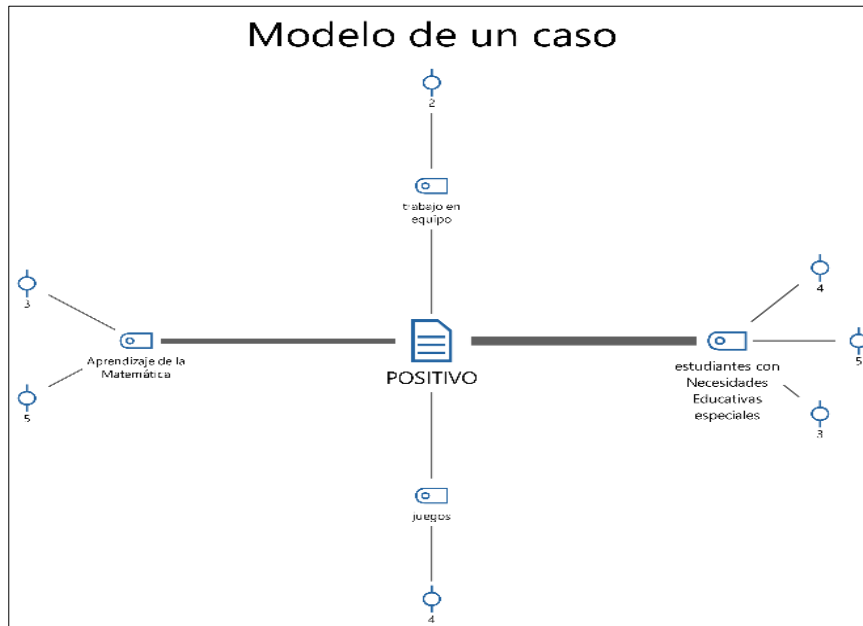 Modelo de un caso
2
trabajo en
equipo
3
4
5
Aprendizaje de la
Matemática
5
POSITIVO
estudiantes con
Necesidades
Educativas
especiales
3
juegos
4